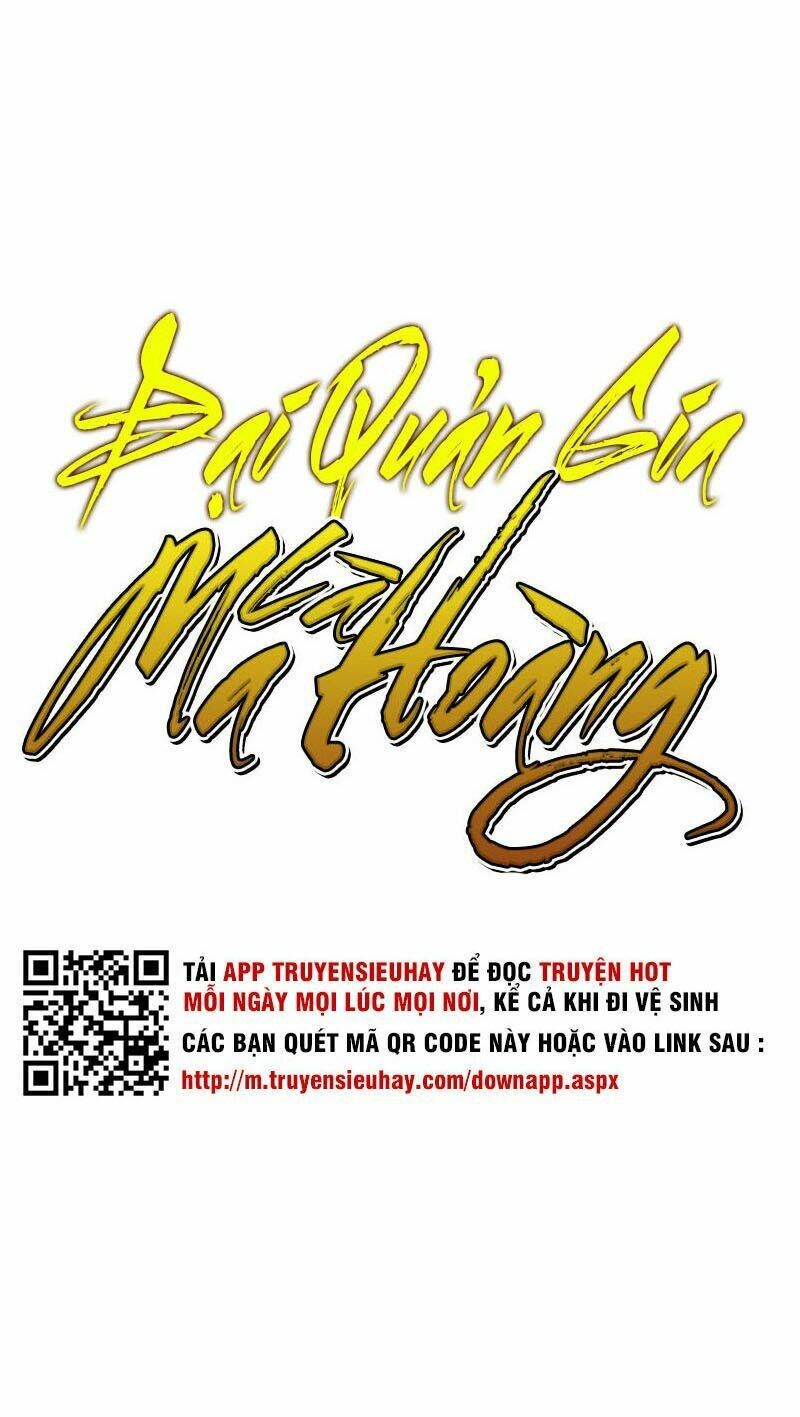 Đại Quản Gia
Là
Ma Hoàng
TẢI APP TRUYENSIEUHAY ĐỂ ĐỌC TRUYỆN HOT
MỖI NGÀY MỌI LÚC MỌI NƠI, KỂ CẢ KHI ĐI VỆ SINH
CÁC BẠN QUÉT MÃ QR CODE NÀY HOẶC VÀO LINK SAU :
http://m.truyensieuhay.com/downapp.aspx